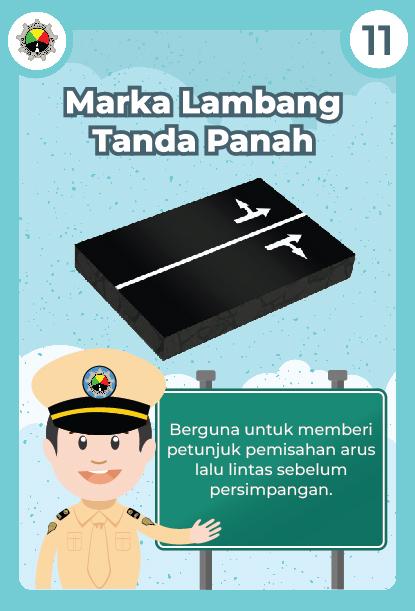 11
Marka Lambang
Tanda Panah
Berguna untuk memberi
petunjuk pemisahan arus
lalu lintas sebelum
persimpangan.